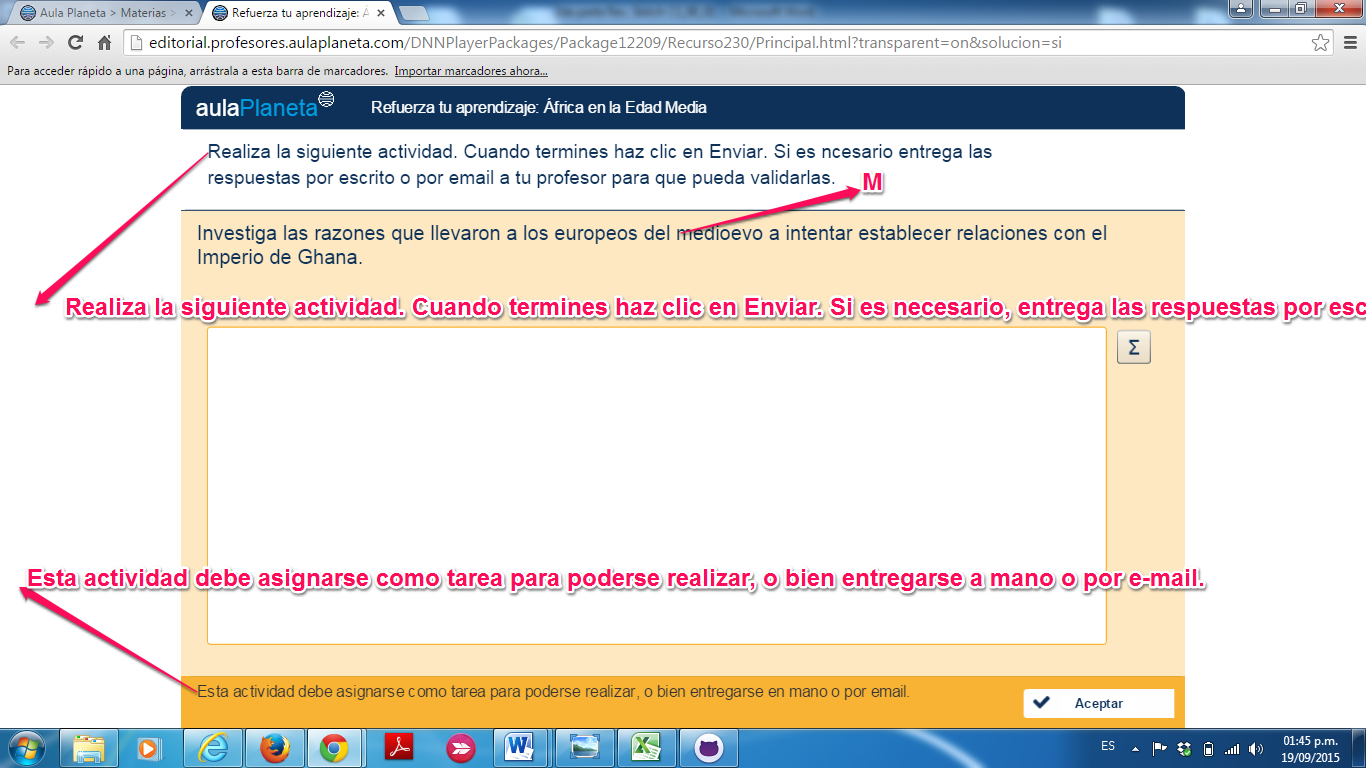 Aula Planeta > Materias >
Refuerza tu aprendizaje: Á
editorial.profesores.aulaplaneta.com/DNNPlayerPackages/Package12209/Recurso230/Principal.html?transparent=on&solucion=si
Para acceder rápido a una página, arrástrala a esta barra de marcadores. Importar marcadores ahora...
aulaPlaneta Refuerza tu aprendizaje: África en la Edad Media
Realiza la siguiente actividad. Cuando termines haz clic en Enviar. Si es ncesario entrega las
respuestas por escrito o por email a tu profesor para que pueda validarlas.
M
Investiga las razones que llevaron a los europeos del medioevo a intentar establecer relaciones con el
Imperio de Ghana.
Realiza la siguiente actividad. Cuando termines haz clic en Enviar. Si es necesario, entrega las respuestas por esc
Σ
Esta actividad debe asignarse como tarea para poderse realizar, o bien entregarse a mano o por e-mail.
Esta actividad debe asignarse como tarea para poderse realizar, o bien entregarse en mano o por email.
Aceptar
ES
01:45 p.m.
19/09/2015